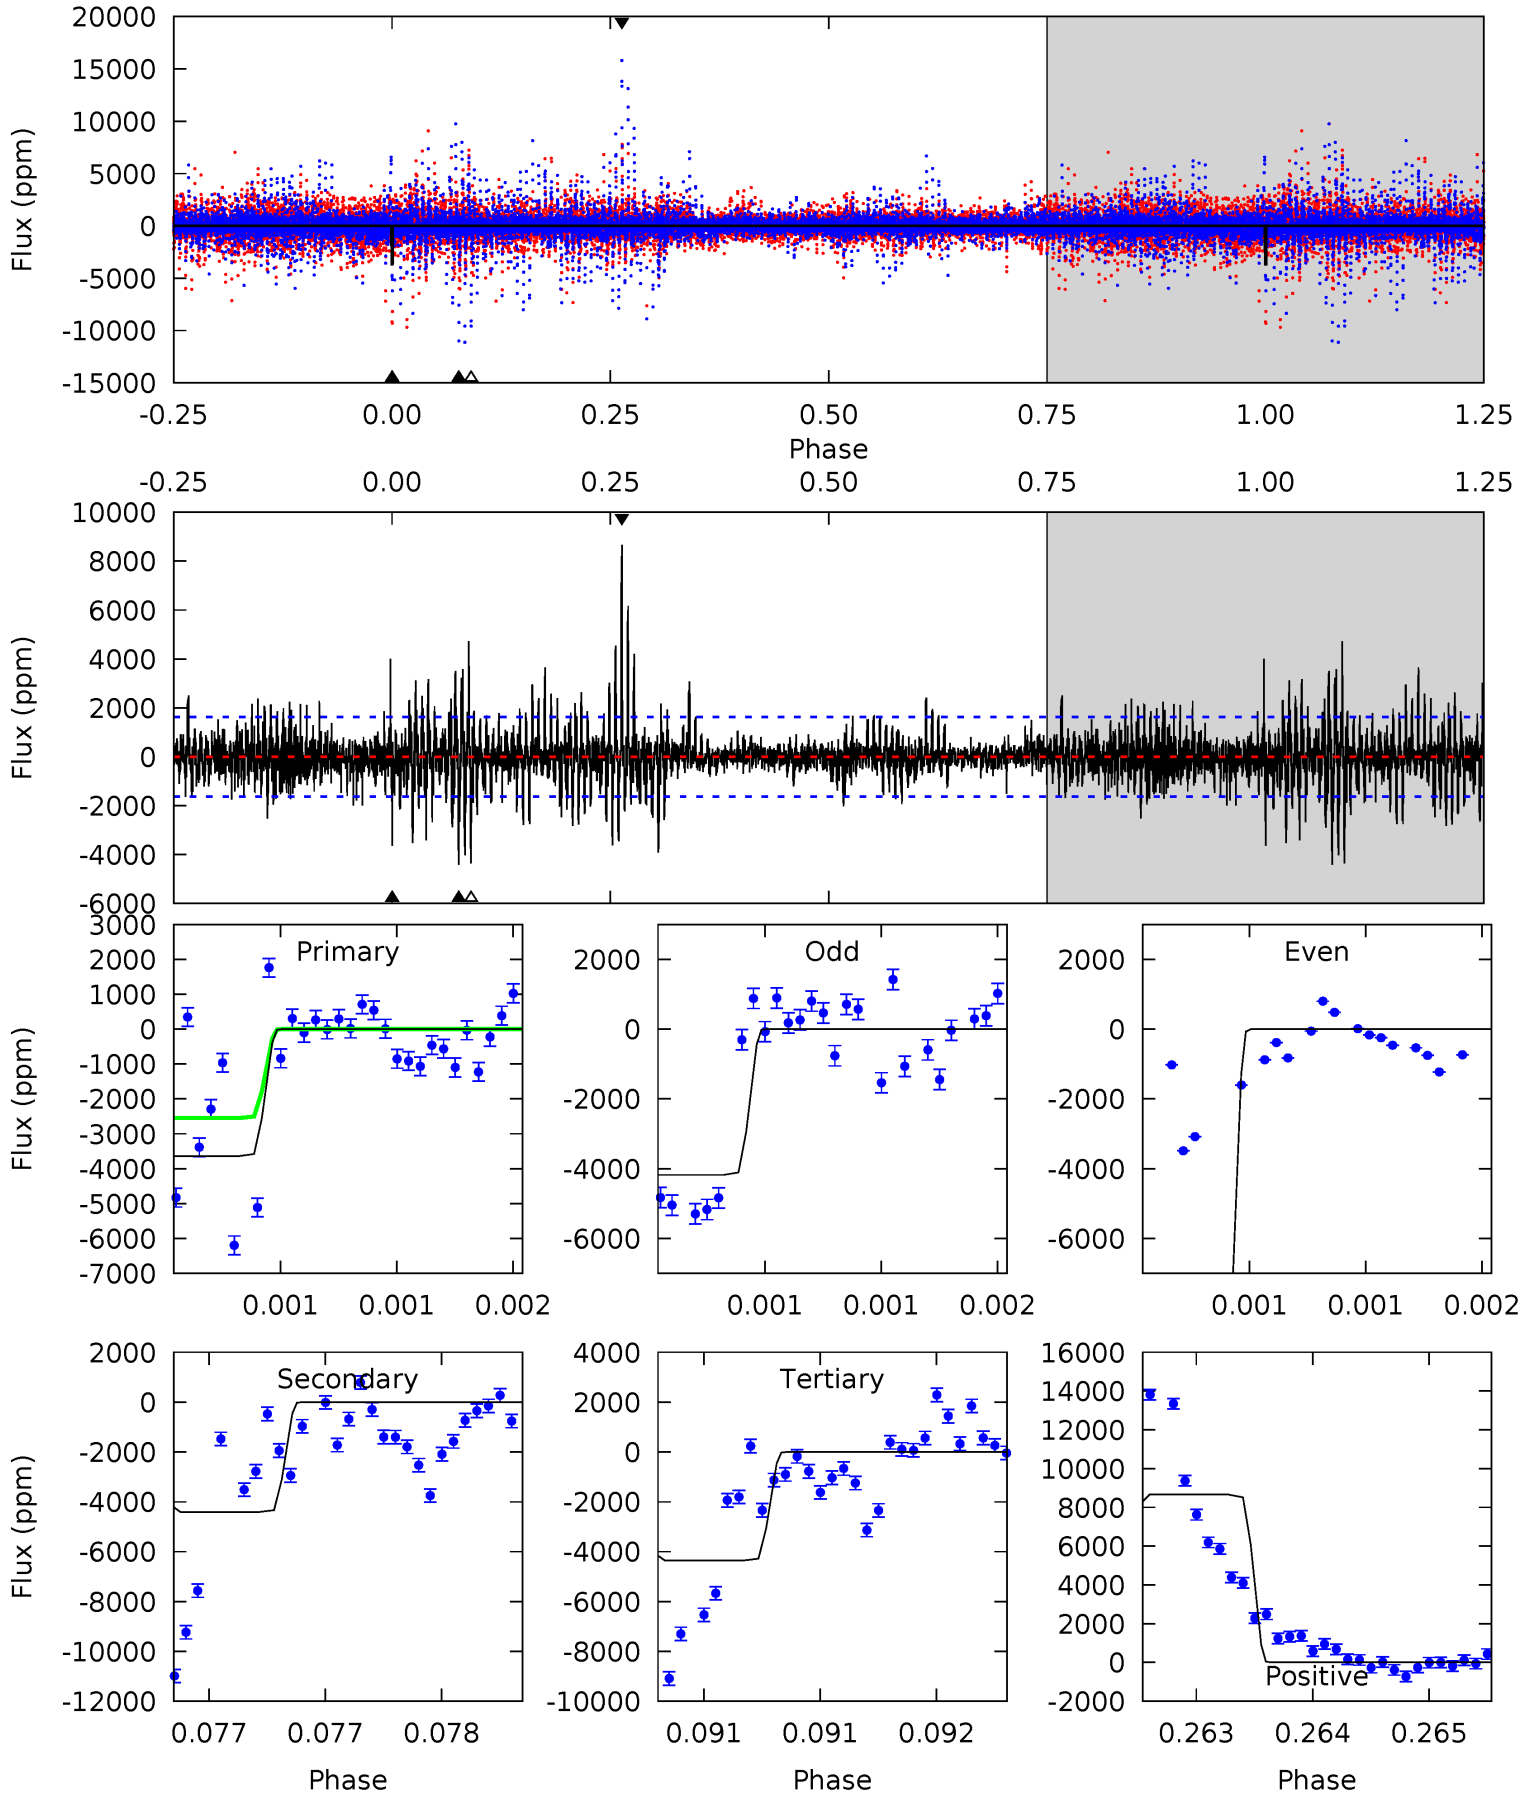 20000
15000
10000
5000
0
-5000
-10000
-15000
Flux (ppm)
-0.25 0.00 0.25 0.50 0.75 1.00 1.25
Phase
-0.25 0.00 0.25 0.50 0.75 1.00 1.25
10000
8000
6000
4000
2000
0
-2000
-4000
-6000
Flux (ppm)
3000
2000
1000
0
-1000
-2000
-3000
-4000
-5000
-6000
-7000
Flux (ppm)
Primary
0.001 0.001 0.002
2000
0
-2000
-4000
-6000
Odd
0.001 0.001 0.002
2000
0
-2000
-4000
-6000
Even
0.001 0.001 0.002
2000
0
-2000
-4000
-6000
-8000
-10000
-12000
Flux (ppm)
Secondary
0.077 0.077 0.078
Phase
4000
2000
0
-2000
-4000
-6000
-8000
-10000
Tertiary
0.091 0.091 0.092
Phase
16000
14000
12000
10000
8000
6000
4000
2000
0
-2000
Positive
0.263 0.264 0.265
Phase